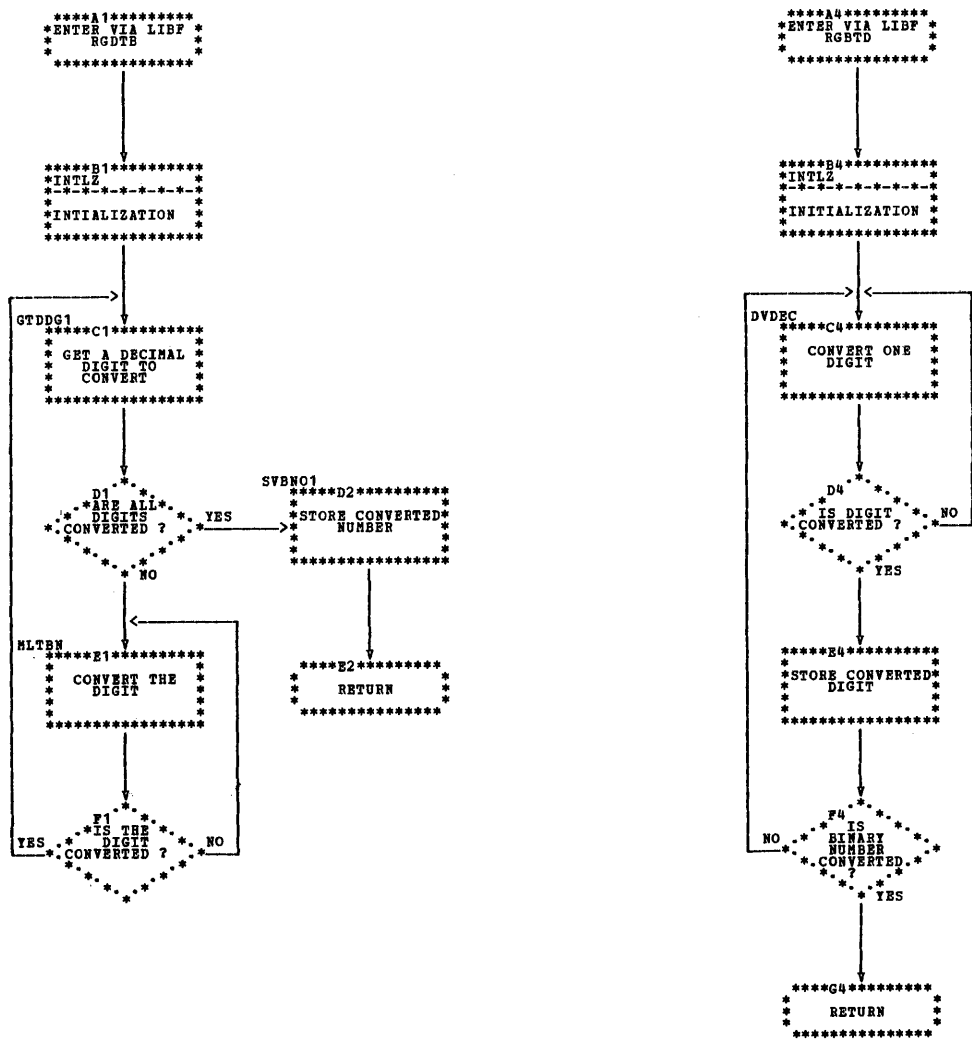 A1
ENTER VIA LIBF
RGDTB
B1
INTLZ
INTIALIZATION
GTDDG1
C1
GET A DECIMAL
DIGIT TO
CONVERT
D1
ARE ALL
DIGITS
CONVERTED ?
YES
NO
SVBNO1
D2
STORE CONVERTED
NUMBER
E2
RETURN
MLTBN
E1
CONVERT THE
DIGIT
F1
IS THE
DIGIT
CONVERTED ?
YES
NO
A4
ENTER VIA LIBF
RGBTD
B4
INTLZ
INITIALIZATION
DVDEC
C4
CONVERT ONE
DIGIT
D4
IS DIGIT
CONVERTED ?
NO
YES
E4
STORE CONVERTED
DIGIT
F4
IS
BINARY
NUMBER
CONVERTED
?
NO
YES
G4
RETURN